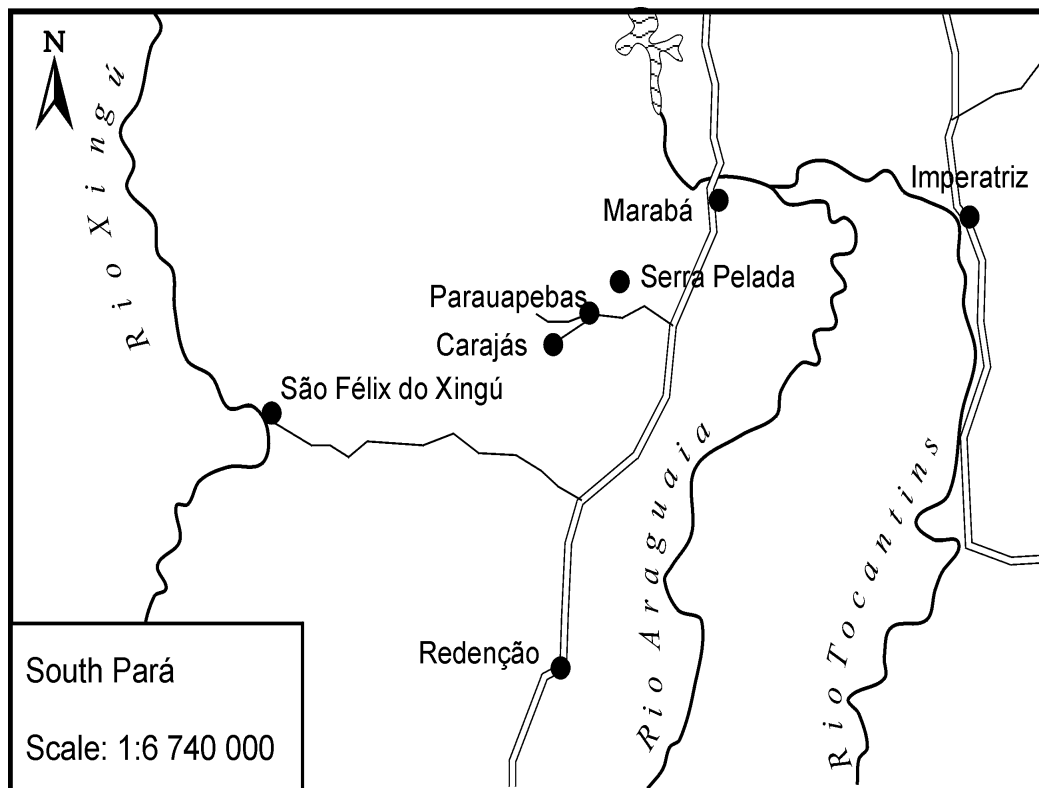 N
Rio Xingú
Imperatriz
Marabá
Serra Pelada
Parauapebas
Carajás
São Félix do Xingú
Rio Araguaia
Rio Tocantins
Redenção
South Pará
Scale: 1:6 740 000